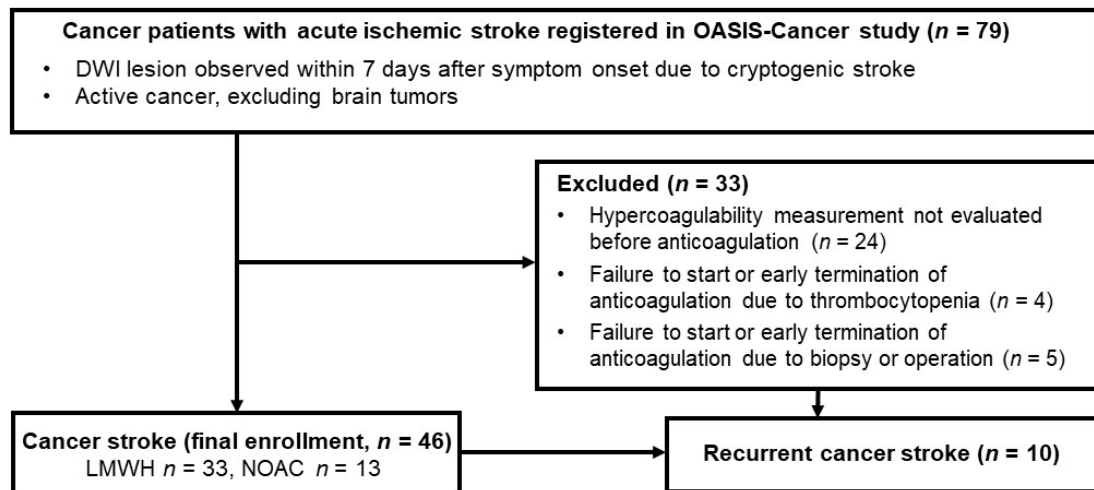 Cancer patients with acute ischemic stroke registered in OASIS-Cancer study (n = 79)
• DWI lesion observed within 7 days after symptom onset due to cryptogenic stroke
• Active cancer, excluding brain tumors
Excluded (n = 33)
• Hypercoagulability measurement not evaluated
before anticoagulation (n = 24)
• Failure to start or early termination of
anticoagulation due to thrombocytopenia (n = 4)
• Failure to start or early termination of
anticoagulation due to biopsy or operation (n = 5)
Cancer stroke (final enrollment, n = 46)
LMWH n = 33, NOAC n = 13
Recurrent cancer stroke (n = 10)